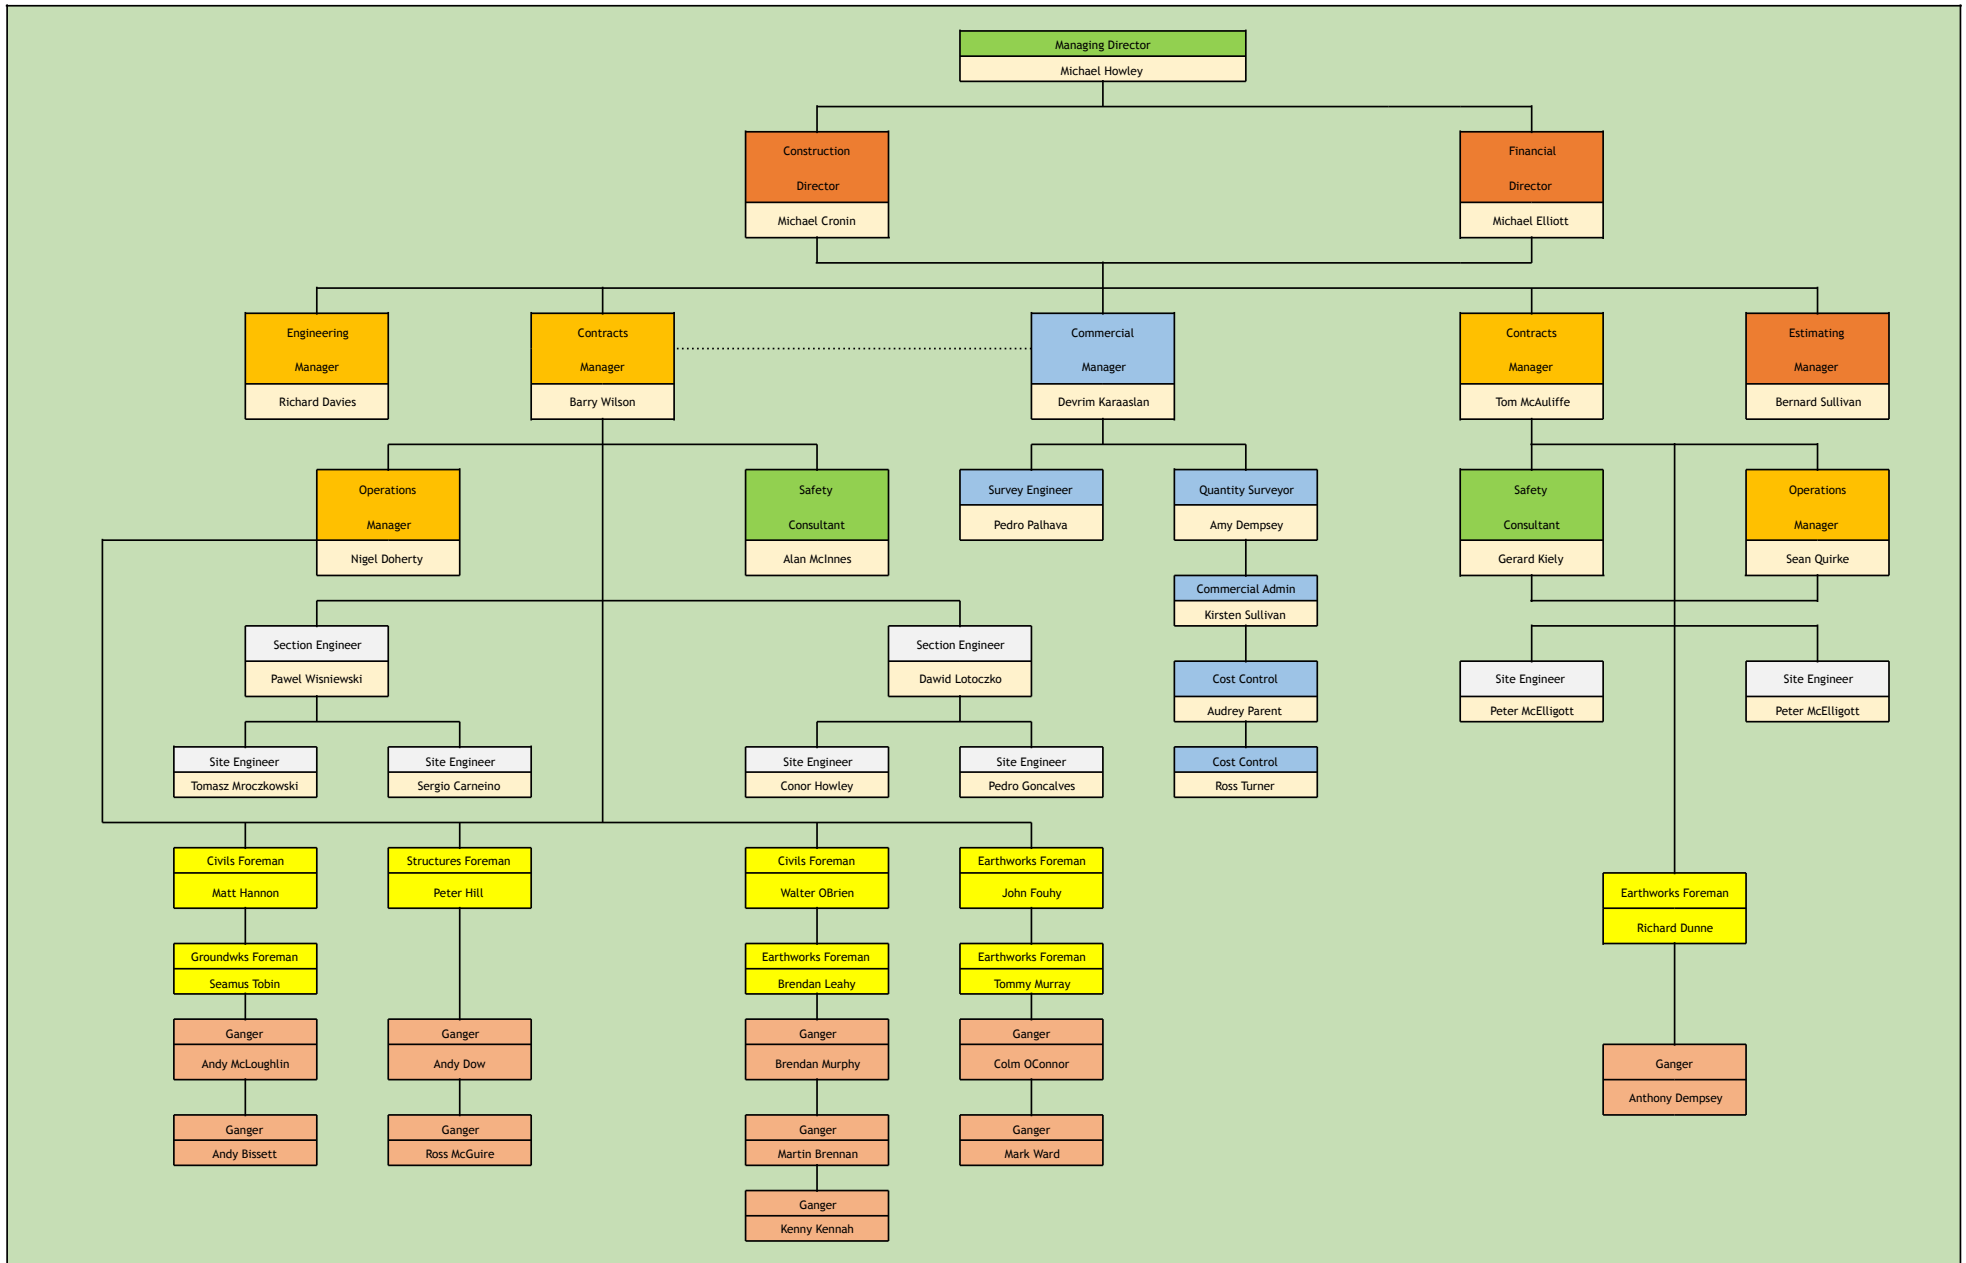 Managing Director
Michael Howley
Construction
Director
Michael Cronin
Financial
Director
Michael Elliott
Engineering
Manager
Richard Davies
Contracts
Manager
Barry Wilson
Commercial
Manager
Devrim Karaaslan
Contracts
Manager
Tom McAuliffe
Estimating
Manager
Bernard Sullivan
Operations
Manager
Nigel Doherty
Safety
Consultant
Alan McInnes
Survey Engineer
Pedro Palhava
Quantity Surveyor
Amy Dempsey
Safety
Consultant
Gerard Kiely
Operations
Manager
Sean Quirke
Commercial Admin
Kirsten Sullivan
Section Engineer
Pawel Wisniewski
Section Engineer
Dawid Lotoczko
Cost Control
Audrey Parent
Site Engineer
Peter McElligott
Site Engineer
Peter McElligott
Site Engineer
Tomasz Mroczkowski
Site Engineer
Sergio Carneino
Site Engineer
Conor Howley
Site Engineer
Pedro Goncalves
Cost Control
Ross Turner
Civils Foreman
Matt Hannon
Structures Foreman
Peter Hill
Civils Foreman
Walter OBrien
Earthworks Foreman
John Fouhy
Earthworks Foreman
Richard Dunne
Groundwks Foreman
Seamus Tobin
Earthworks Foreman
Brendan Leahy
Earthworks Foreman
Tommy Murray
Ganger
Andy McLoughlin
Ganger
Andy Dow
Ganger
Brendan Murphy
Ganger
Colm OConnor
Ganger
Anthony Dempsey
Ganger
Andy Bissett
Ganger
Ross McGuire
Ganger
Martin Brennan
Ganger
Mark Ward
Ganger
Kenny Kennah